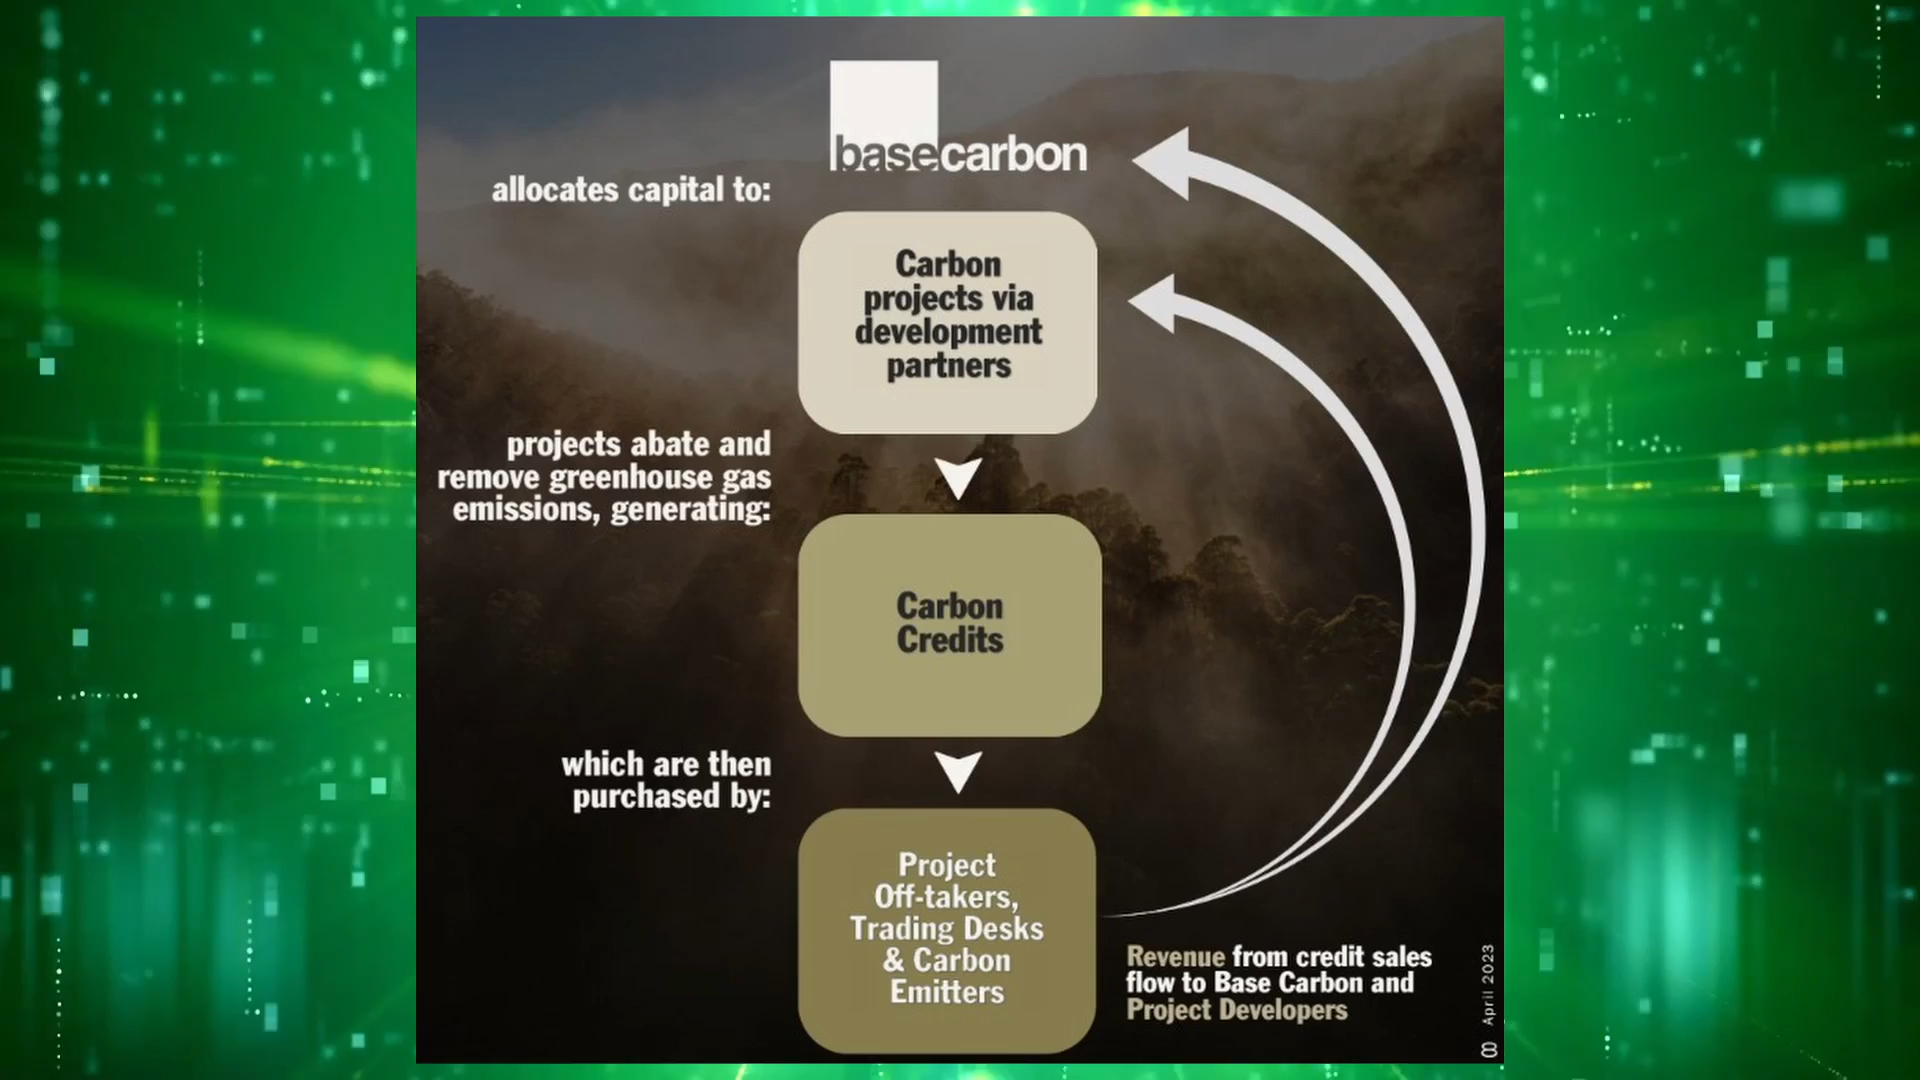 basecarbon
allocates capital to:
Carbon
projects via
development
partners
projects abate and
remove greenhouse gas
emissions, generating:
Carbon
Credits
which are then
purchased by:
Project
Off-takers,
Trading Desks
& Carbon
Emitters
Revenue from credit sales
flow to Base Carbon and
Project Developers
April 2023
8